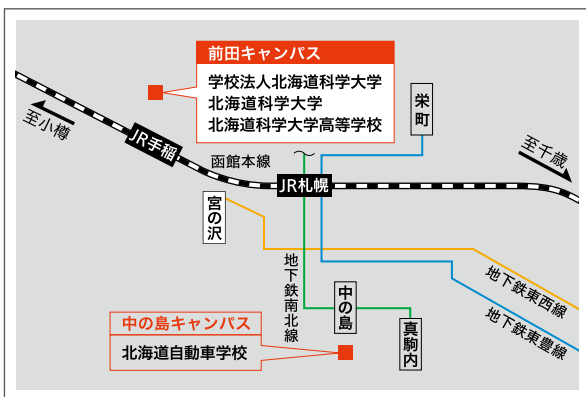 前田キャンパス
学校法人北海道科学大学
北海道科学大学
北海道科学大学高等学校
栄町
至小樽
JR手稲
函館本線
JR札幌
至千歳
宮の沢
地下鉄南北線
中の島
真駒内
地下鉄東西線
地下鉄東豊線
中の島キャンパス
北海道自動車学校